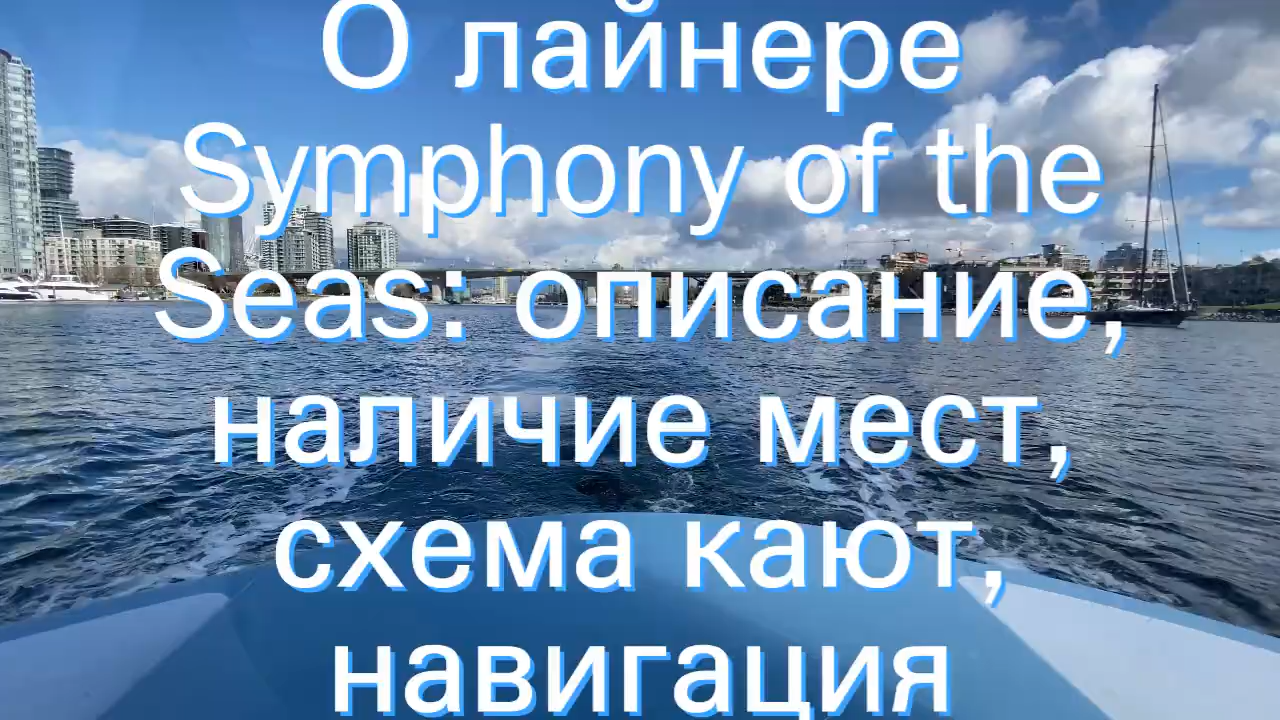 О лайнере
Symphony of the
Seas: описание,
наличие мест,
схема кают,
навигация